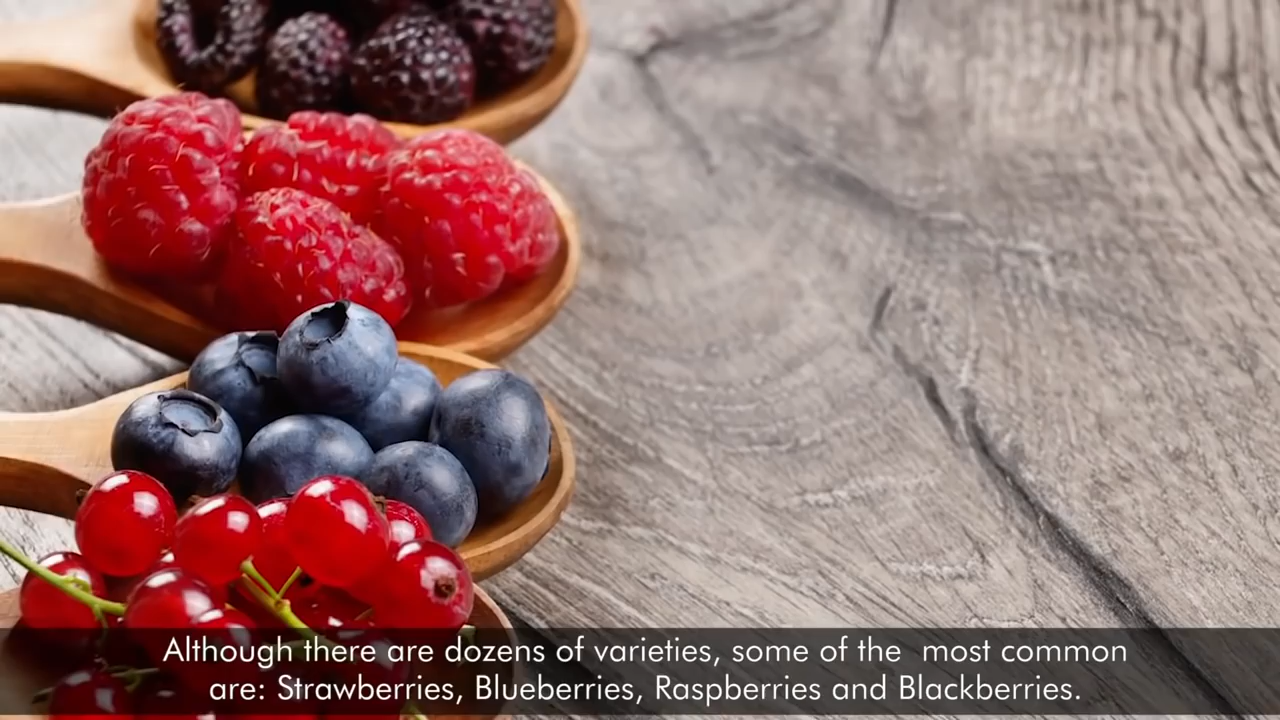 Although there are dozens of varieties, some of the  most common
are: Strawberries, Blueberries, Raspberries and Blackberries.